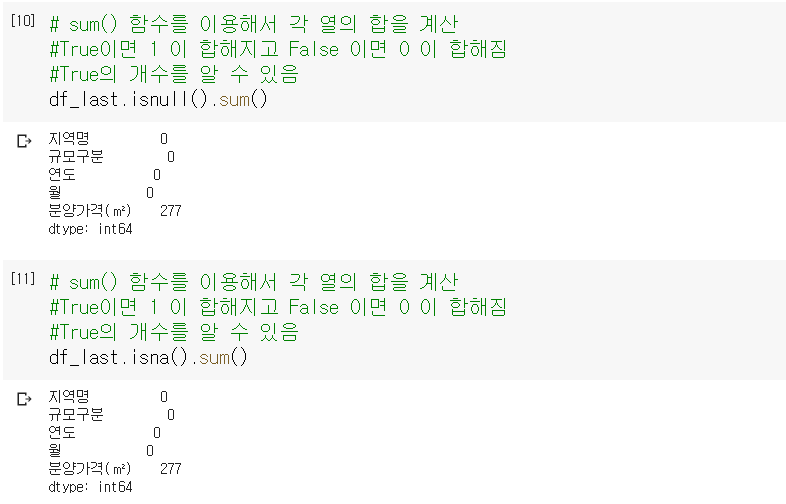 [10] # sum() 함수를 이용해서 각 열의 합을 계산
#True이면 1 이 합해지고 False 이면 0 이 합해짐
#True의 개수를 알 수 있음
df_last.isnull().sum()
지역명 0
규모구분 0
연도 0
월 0
분양가격(㎡) 277
dtype: int64
[11] # sum() 함수를 이용해서 각 열의 합을 계산
#True이면 1 이 합해지고 False 이면 0 이 합해짐
#True의 개수를 알 수 있음
df_last.isna().sum()
지역명 0
규모구분 0
연도 0
월 0
분양가격(㎡) 277
dtype: int64